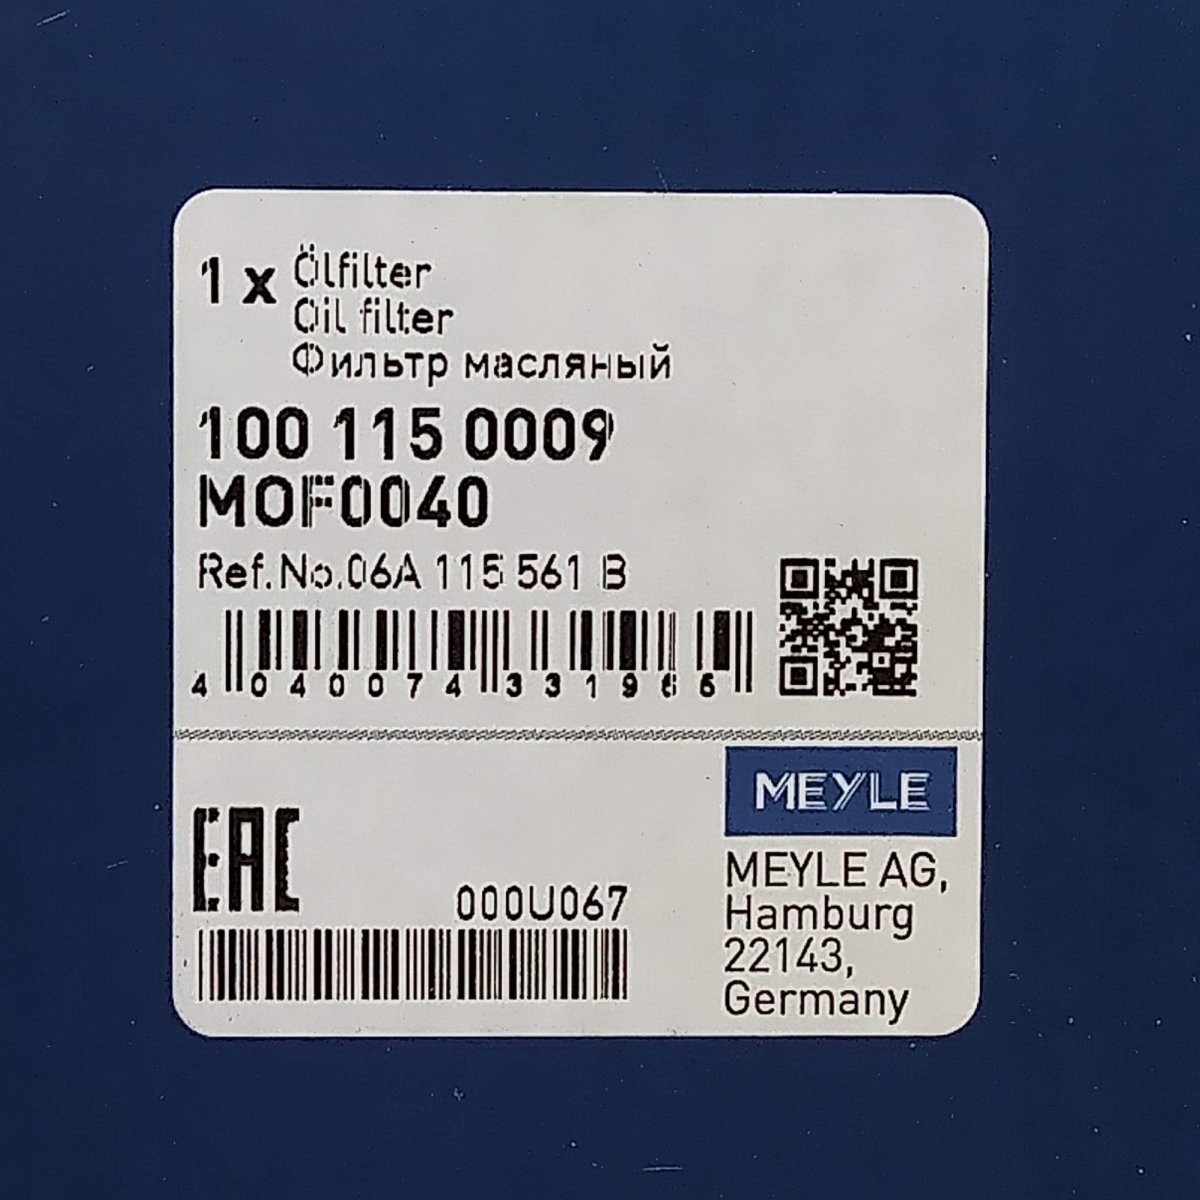 1 x Ölfilter
Oil filter
Фильтр масляный
100 115 0009
MOF0040
Ref.No.06A 115 561 B
4 040074 331966
EAC
000U067
MEYLE
MEYLE AG,
Hamburg
22143,
Germany